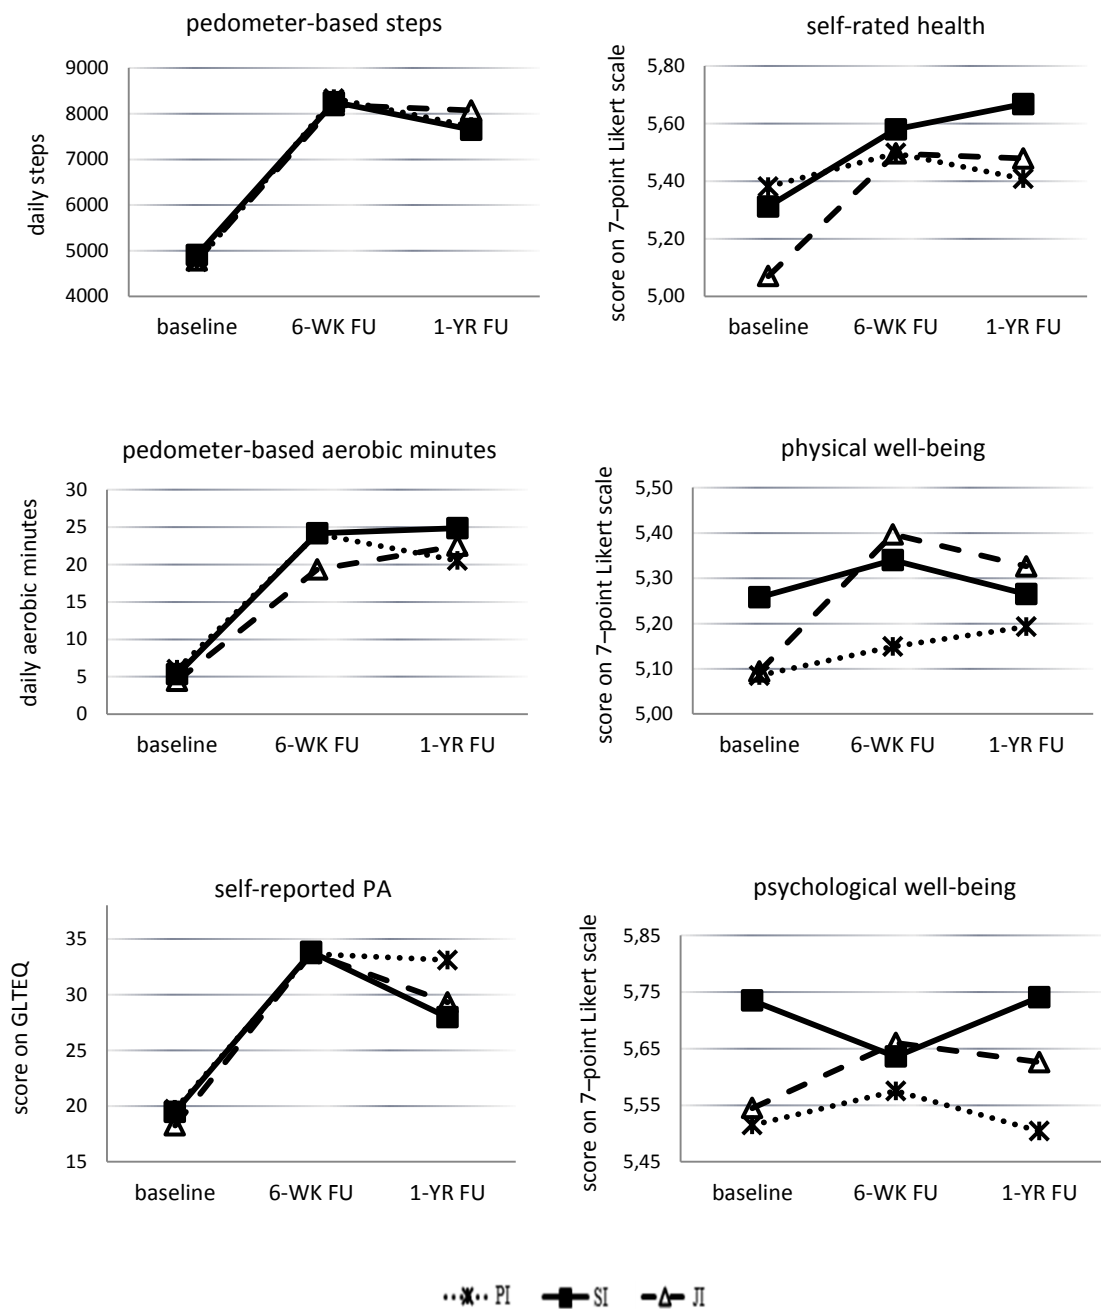 pedometer-based steps
daily steps
9000
8000
7000
6000
5000
4000
baseline 6-WK FU 1-YR FU
self-rated health
score on 7–point Likert scale
5,80
5,60
5,40
5,20
5,00
baseline 6-WK FU 1-YR FU
pedometer-based aerobic minutes
daily aerobic minutes
30
25
20
15
10
5
0
baseline 6-WK FU 1-YR FU
physical well-being
score on 7–point Likert scale
5,50
5,40
5,30
5,20
5,10
5,00
baseline 6-WK FU 1-YR FU
self-reported PA
score on GLTEQ
35
30
25
20
15
baseline 6-WK FU 1-YR FU
psychological well-being
score on 7–point Likert scale
5,85
5,75
5,65
5,55
5,45
baseline 6-WK FU 1-YR FU
PI SI JI